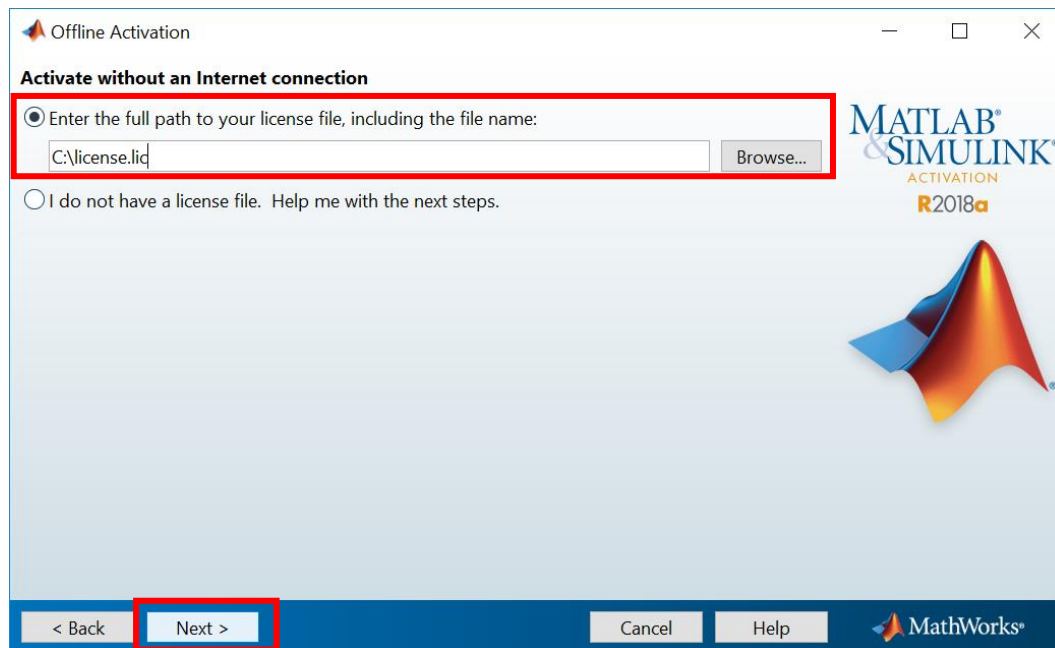 Offline Activation
Activate without an Internet connection
Enter the full path to your license file, including the file name:
C:\license.lic
Browse...
I do not have a license file. Help me with the next steps.
MATLAB®
&SIMULINK®
ACTIVATION
R2018a
®
< Back
Next >
Cancel
Help
MathWorks®